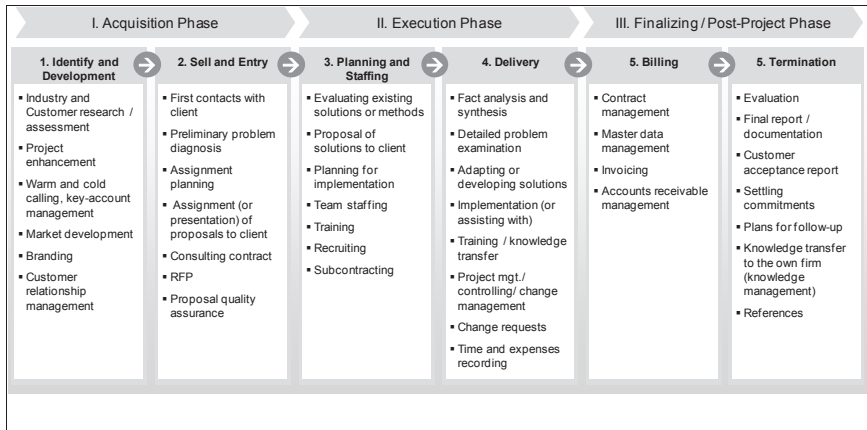 I. Acquisition Phase
II. Execution Phase
III. Finalizing / Post-Project Phase
1. Identify and
Development
▪ Industry and
Customer research /
assessment
▪ Project
enhancement
▪ Warm and cold
calling, key-account
management
▪ Market development
▪ Branding
▪ Customer
relationship
management
2. Sell and Entry
▪ First contacts with
client
▪ Preliminary problem
diagnosis
▪ Assignment
planning
▪ Assignment (or
presentation) of
proposals to client
▪ Consulting contract
▪ RFP
▪ Proposal quality
assurance
3. Planning and
Staffing
▪ Evaluating existing
solutions or methods
▪ Proposal of
solutions to client
▪ Planning for
implementation
▪ Team staffing
▪ Training
▪ Recruiting
▪ Subcontracting
4. Delivery
▪ Fact analysis and
synthesis
▪ Detailed problem
examination
▪ Adapting or
developing solutions
▪ Implementation (or
assisting with)
▪ Training / knowledge
transfer
▪ Project mgt./
controlling/ change
management
▪ Change requests
▪ Time and expenses
recording
5. Billing
▪ Contract
management
▪ Master data
management
▪ Invoicing
▪ Accounts receivable
management
5. Termination
▪ Evaluation
▪ Final report /
documentation
▪ Customer
acceptance report
▪ Settling
commitments
▪ Plans for follow-up
▪ Knowledge transfer
to the own firm
(knowledge
management)
▪ References